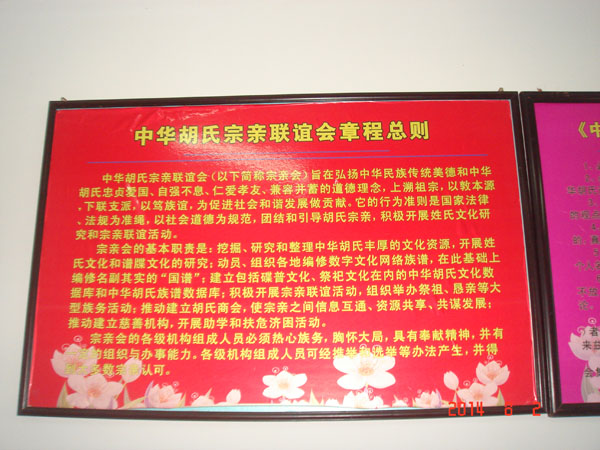 中华胡氏宗亲联谊会章程总则
中华胡氏宗亲联谊会(以下简称宗亲会)旨在弘扬中华民族传统美德和中华
胡氏忠贞爱国、自强不息、仁爱孝友、兼容并蓄的道德理念,上溯祖宗,以敦本源
,下联支派,以笃族谊,为促进社会和谐发展做贡献。它的行为准则是国家法律
、法规为准绳,以社会道德为规范,团结和引导胡氏宗亲,积极开展姓氏文化研
究和宗亲联谊活动。
宗亲会的基本职责是:挖掘、研究和整理中华胡氏丰厚的文化资源,开展姓
氏文化和谱牒文化的研究;动员、组织各地编修数字文化网络族谱,在此基础上
编修名副其实的“国谱”;建立包括碟普文化、祭祀文化在内的中华胡氏文化数
据库和中华胡氏族谱数据库;积极开展宗亲联谊活动,组织举办祭祖、恳亲等大
型族务活动;推动建立胡氏商会,使宗亲之间信息互通、资源共享、共谋发展;
推动建立慈善机构,开展助学和扶危济困活动。
宗亲会的各级机构组成人员必须热心族务,胸怀大局,具有奉献精神,并有
的组织与办事能力。各级机构组成人员可经推举或选举等办法产生,并得
多数宗亲认可。
《中
2014 6 2